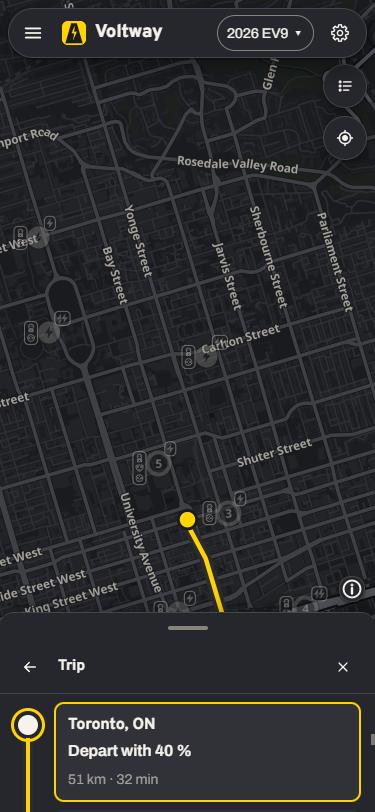 Voltway
2026 EV9
Glen
nport Road
Rosedale Valley Road
et West
Yonge Street
Bay Street
Jarvis Street
Sherbourne Street
Parliament Street
Carlton Street
treet
Shuter Street
5
University Avenue
3
et West
ide Street West
King Street West
4
Trip
Toronto, ON
Depart with 40 %
51 km · 32 min